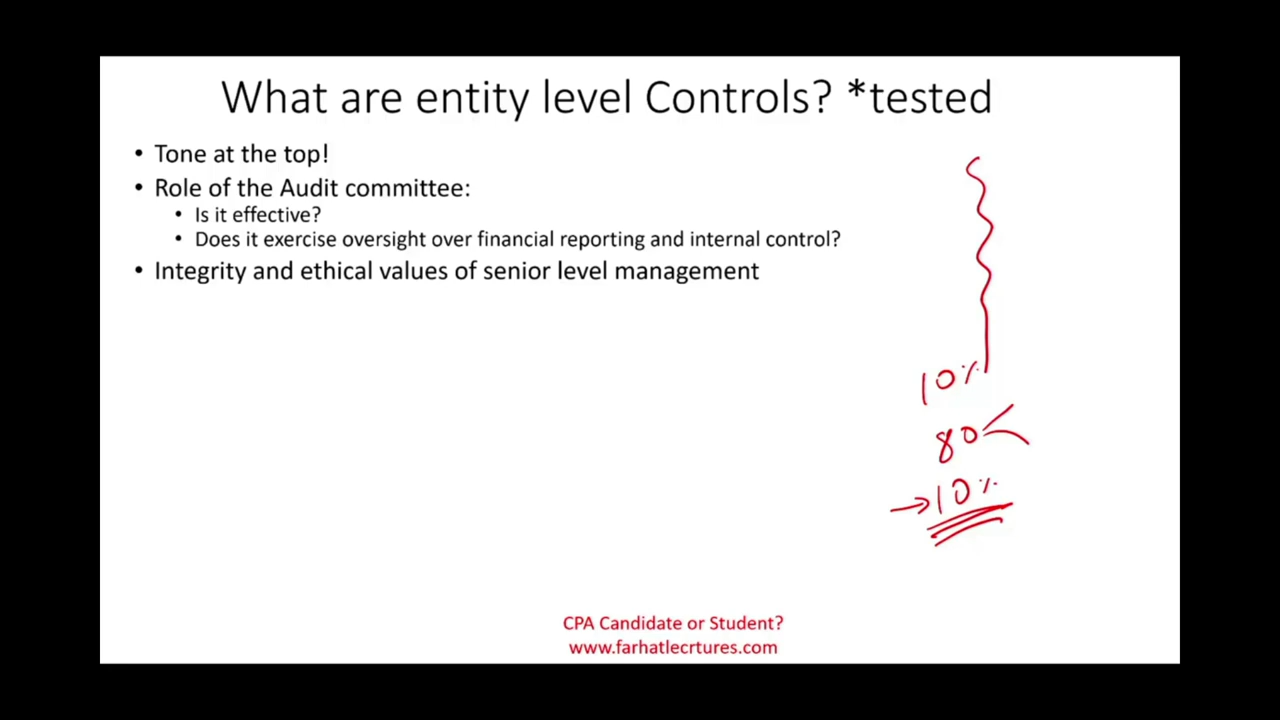 What are entity level Controls? *tested
• Tone at the top!
• Role of the Audit committee:
• Is it effective?
• Does it exercise oversight over financial reporting and internal control?
• Integrity and ethical values of senior level management
10%
80
→10%
CPA Candidate or Student?
www.farhatlecrtures.com